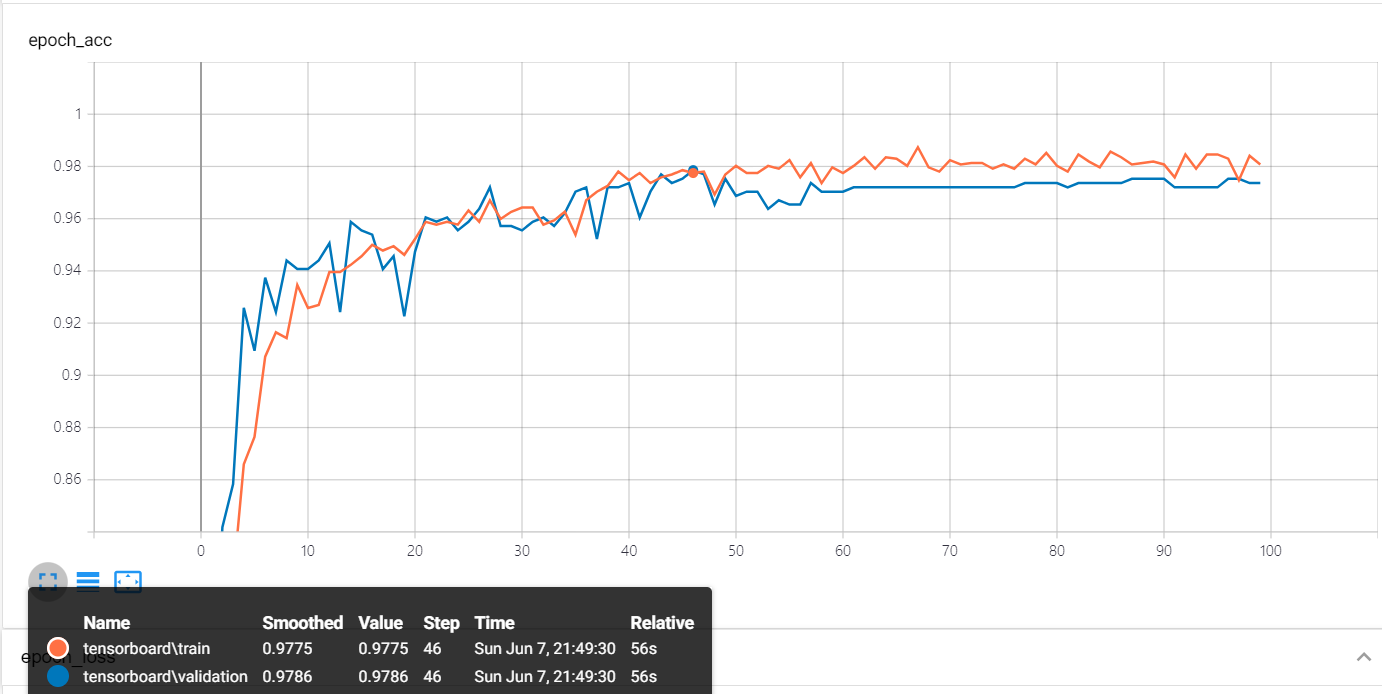 epoch_acc
1
0.98
0.96
0.94
0.92
0.9
0.88
0.86
0 10 20 30 40 50 60 70 80 90 100
Name Smoothed Value Step Time Relative
tensorboard\train 0.9775 0.9775 46 Sun Jun 7, 21:49:30 56s
epoch_loss
tensorboard\validation 0.9786 0.9786 46 Sun Jun 7, 21:49:30 56s